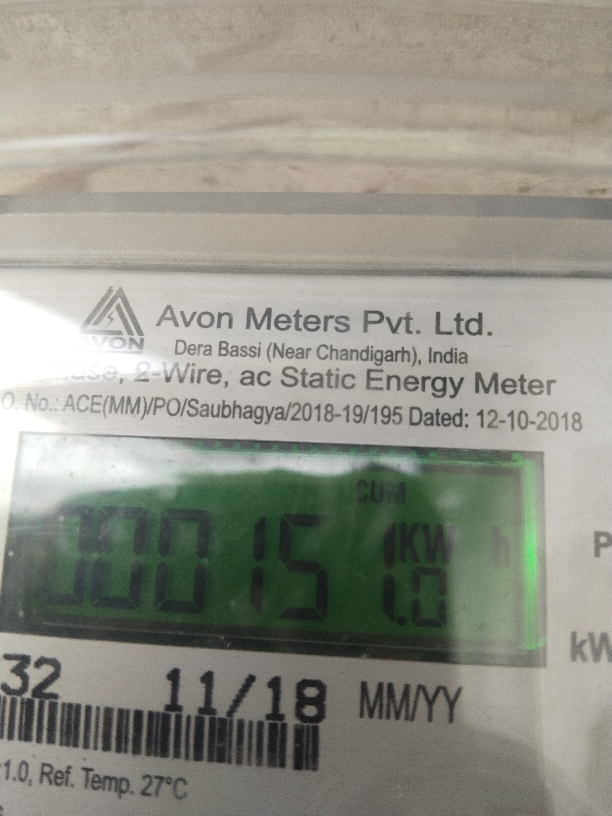 Avon Meters Pvt. Ltd.
AVON
Dera Bassi (Near Chandigarh), India
2-Wire, ac Static Energy Meter
O. No.: ACE(MM)/PO/Saubhagya/2018-19/195 Dated: 12-10-2018
CUM
KW h
000151.0
P
kW
32 11/18 MM/YY
1.0, Ref. Temp. 27°C